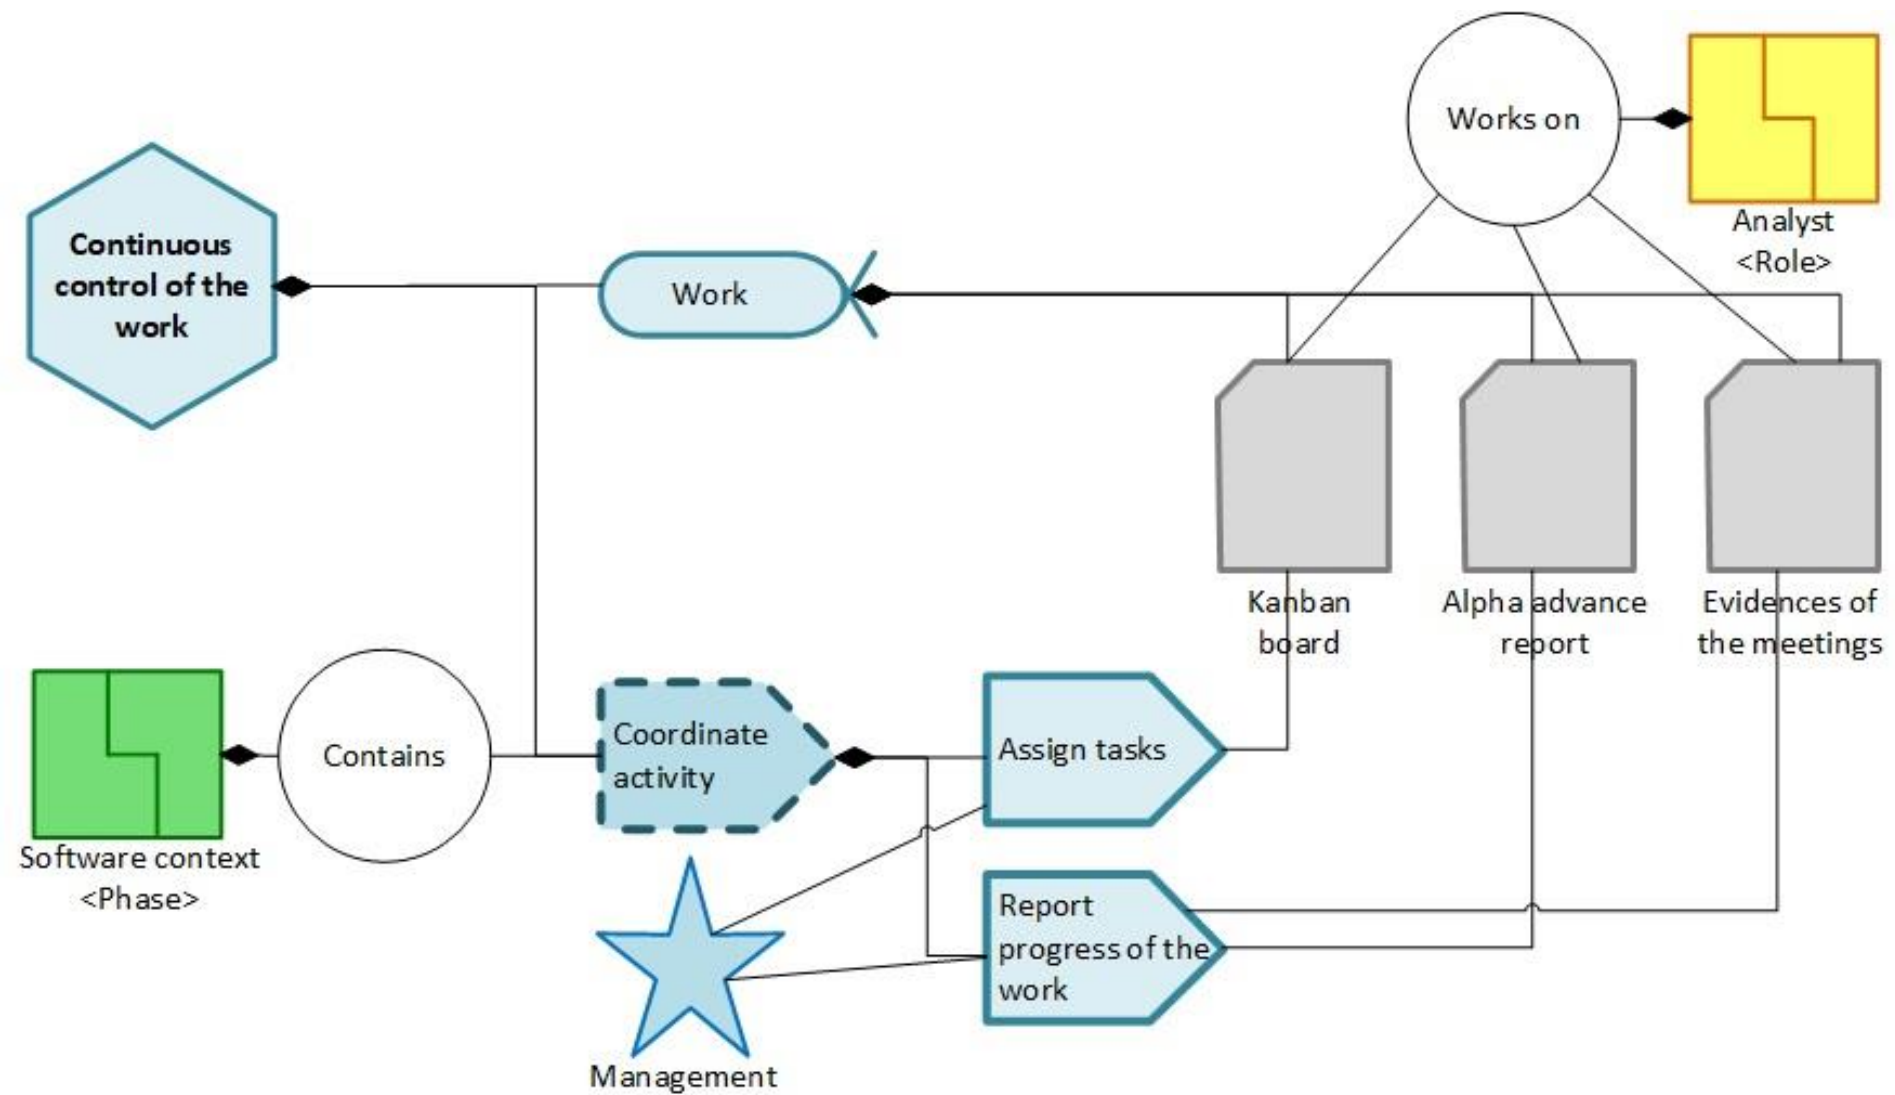 Works on
Analyst
<Role>
Continuous
control of the
work
Work
Kanban
board
Alpha advance
report
Evidences of
the meetings
Software context
<Phase>
Contains
Coordinate
activity
Assign tasks
Report
progress of the
work
Management